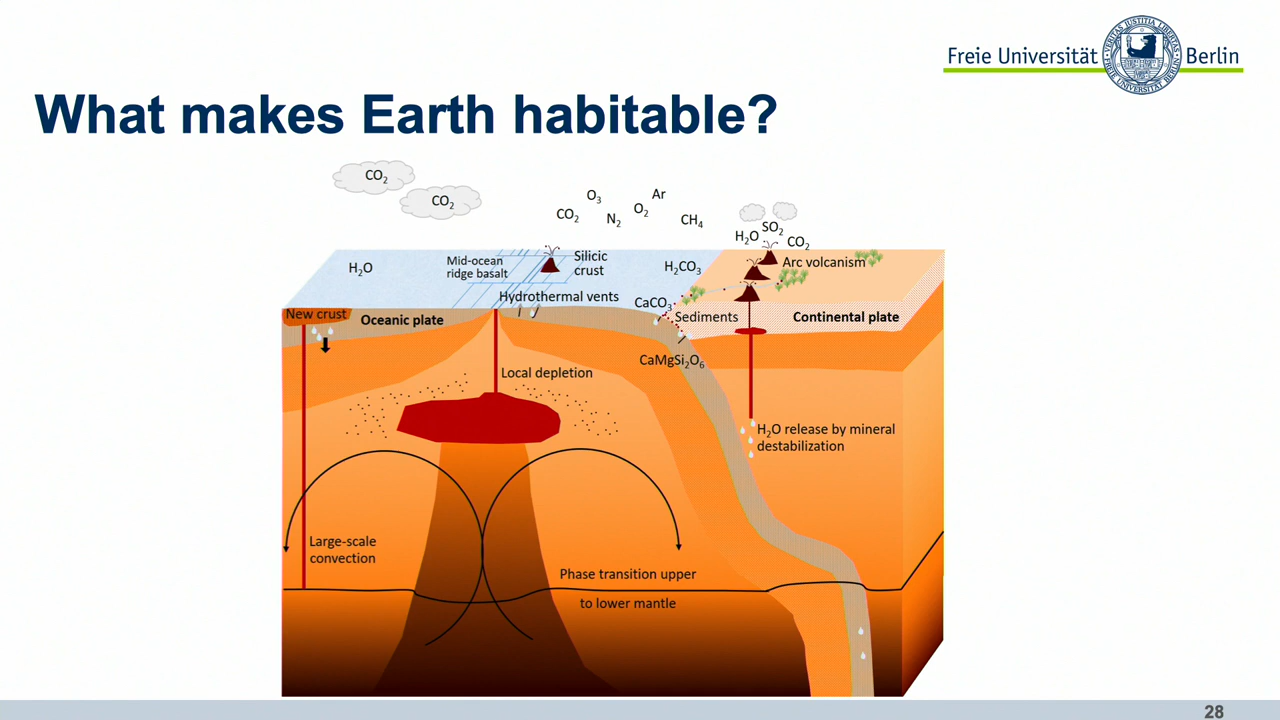 Freie Universität Berlin
What makes Earth habitable?
CO₂
CO₂
O₃
Ar
CO₂
N₂
O₂
CH₄
H₂O
SO₂
CO₂
H₂O
Mid-ocean
ridge basalt
Silicic
crust
H₂CO₃
Arc volcanism
Hydrothermal vents
CaCO₃
New crust
Oceanic plate
Sediments
Continental plate
CaMgSi₂O₆
Local depletion
H₂O release by mineral
destabilization
Large-scale
convection
Phase transition upper
to lower mantle
28